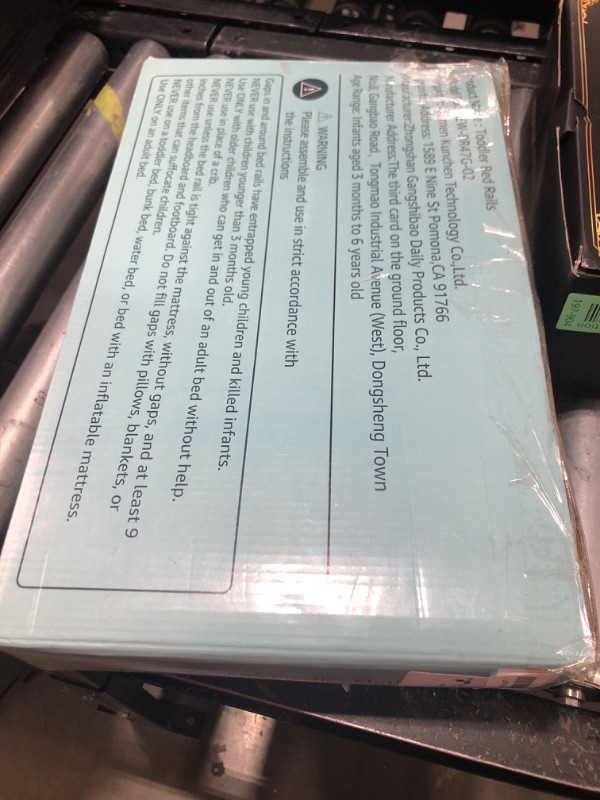 Toddler Bed Rails
Kunchen Technology Co.,Ltd.
Address: 1589 E Nine St Pomona,CA 91766
Manufacturer:Zhongshan Gangshibao Daily Products Co., Ltd.
Manufacturer Address:The third card on the ground floor,
No.8, Gangbao Road , Tongmao Industrial Avenue (West), Dongsheng Town
Age Range: Infants aged 3 months to 6 years old
WARNING
Please assemble and use in strict accordance with
the instructions
Gaps in and around bed rails have entrapped young children and killed infants.
NEVER use with children younger than 3 months old.
Use ONLY with older children who can get in and out of an adult bed without help.
NEVER use in place of a crib.
NEVER use unless the bed rail is tight against the mattress, without gaps, and at least 9
inches from the headboard and footboard. Do not fill gaps with pillows, blankets, or
other items that can suffocate children.
NEVER use on a toddler bed, bunk bed, water bed, or bed with an inflatable mattress.
Use ONLY on an adult bed.